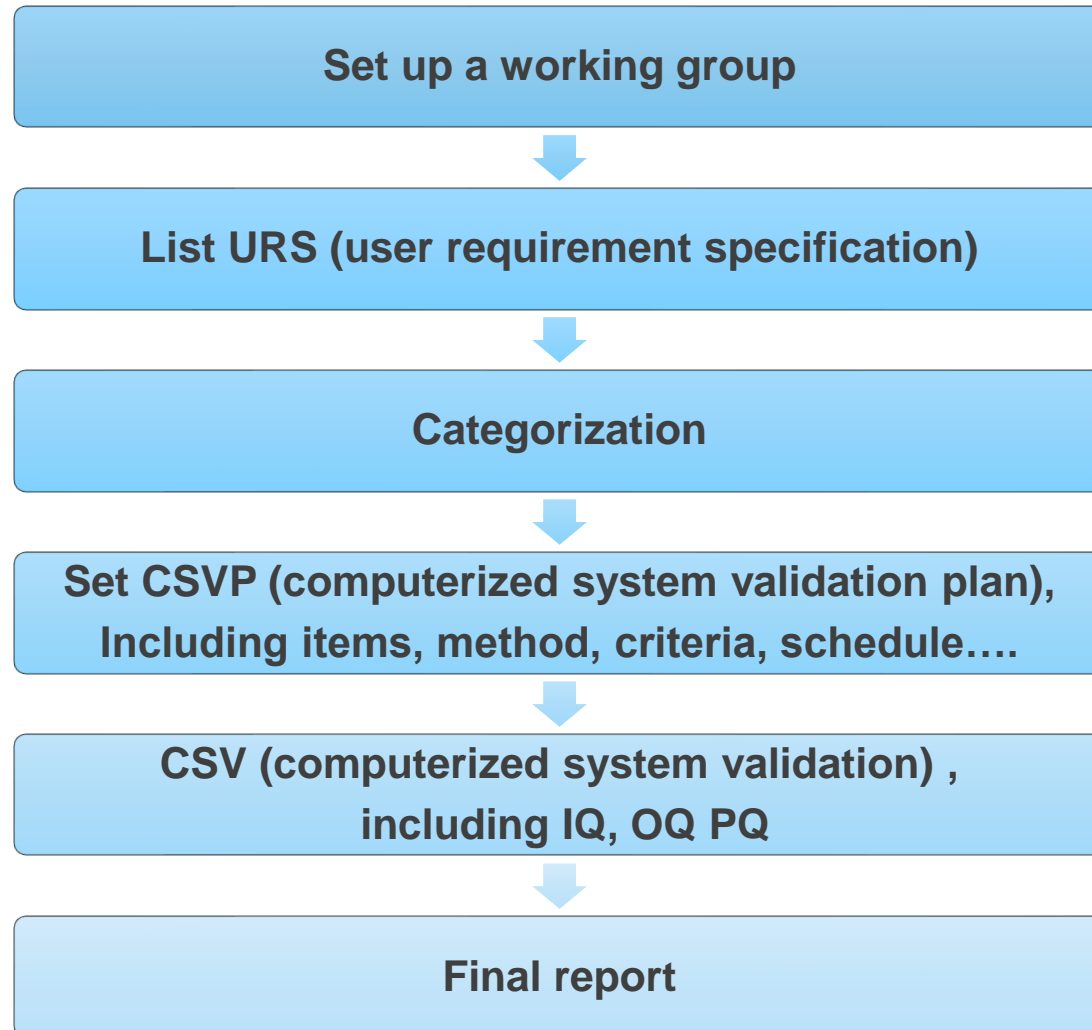 Set up a working group
List URS (user requirement specification)
Categorization
Set CSVP (computerized system validation plan),
Including items, method, criteria, schedule….
CSV (computerized system validation) ,
including IQ, OQ PQ
Final report